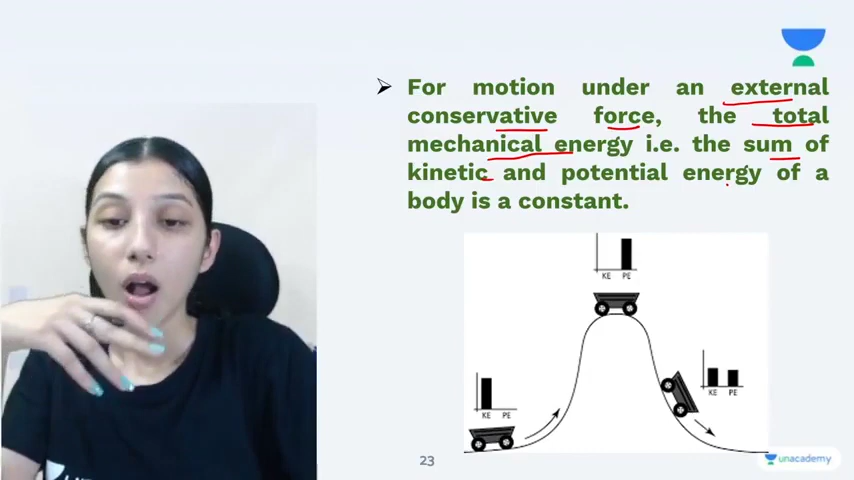 ➤ For motion under an external
conservative force, the total
mechanical energy i.e. the sum of
kinetic and potential energy of a
body is a constant.
KE PE
KE PE
KE PE
23
unacademy